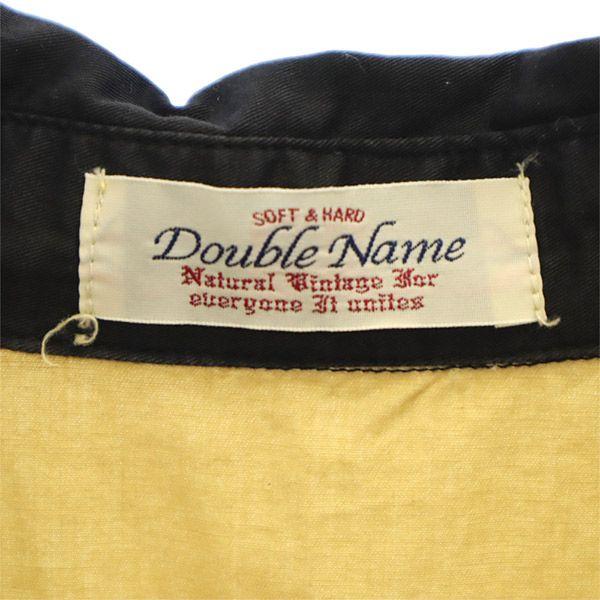 SOFT & HARD
Double Name
Natural Vintage For
everyone It unites